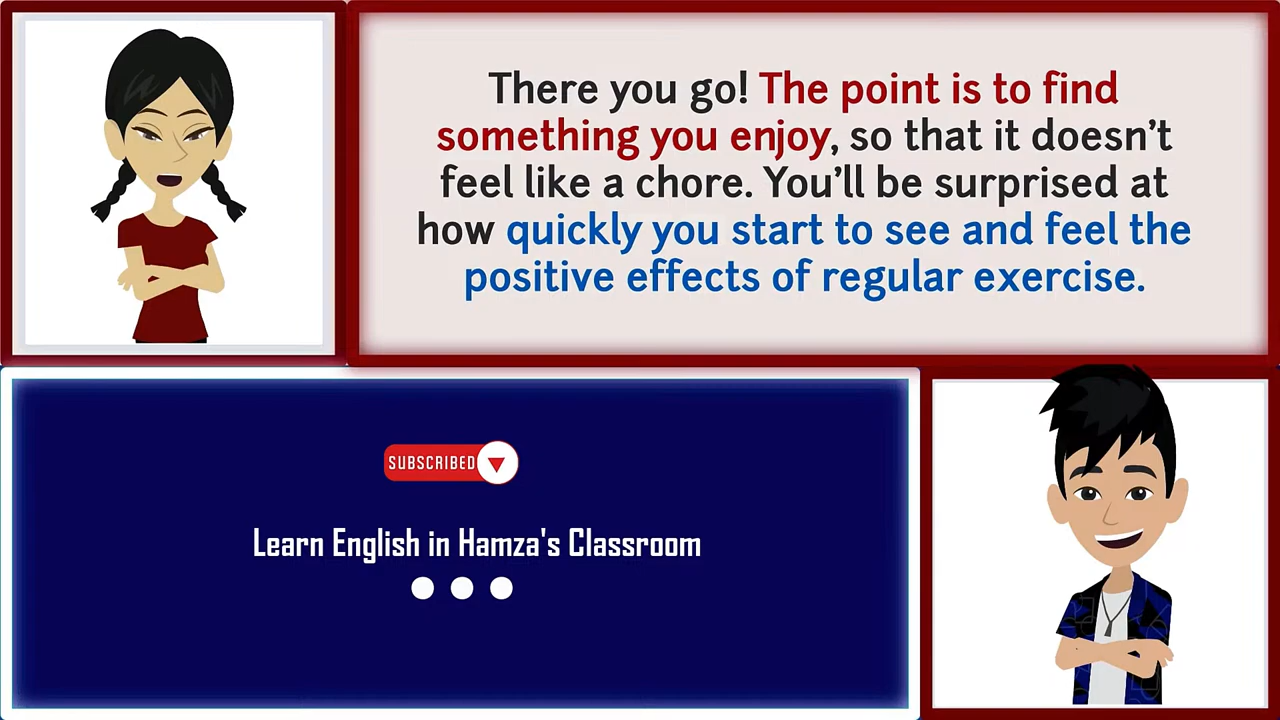 There you go! The point is to find
something you enjoy, so that it doesn’t
feel like a chore. You’ll be surprised at
how quickly you start to see and feel the
positive effects of regular exercise.
SUBSCRIBED
Learn English in Hamza's Classroom